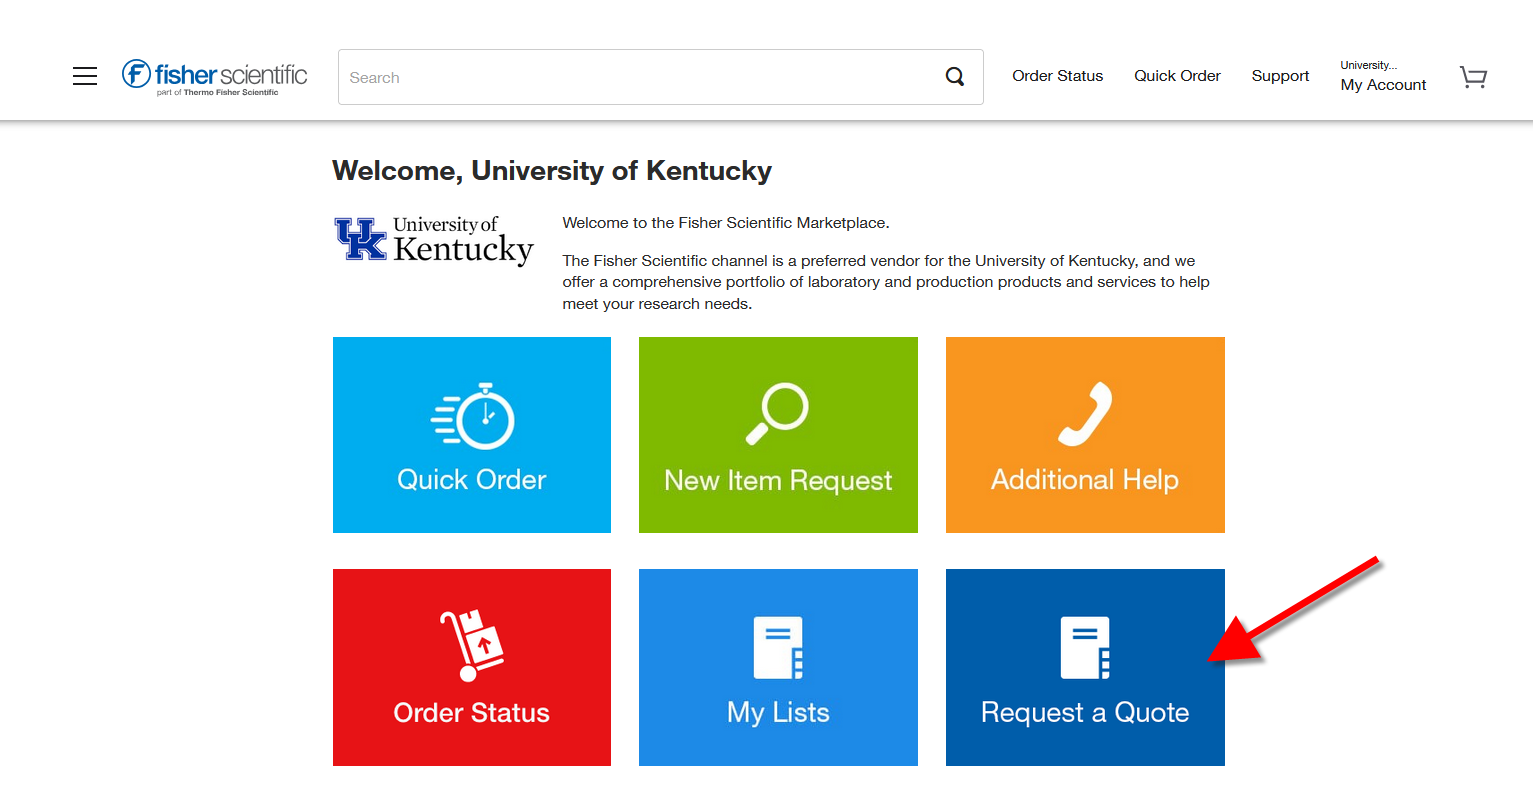 fisher scientific
part of Thermo Fisher Scientific
Search
Order Status
Quick Order
Support
University...
My Account
Welcome, University of Kentucky
UK
University of
Kentucky
Welcome to the Fisher Scientific Marketplace.
The Fisher Scientific channel is a preferred vendor for the University of Kentucky, and we
offer a comprehensive portfolio of laboratory and production products and services to help
meet your research needs.
Quick Order
New Item Request
Additional Help
Order Status
My Lists
Request a Quote